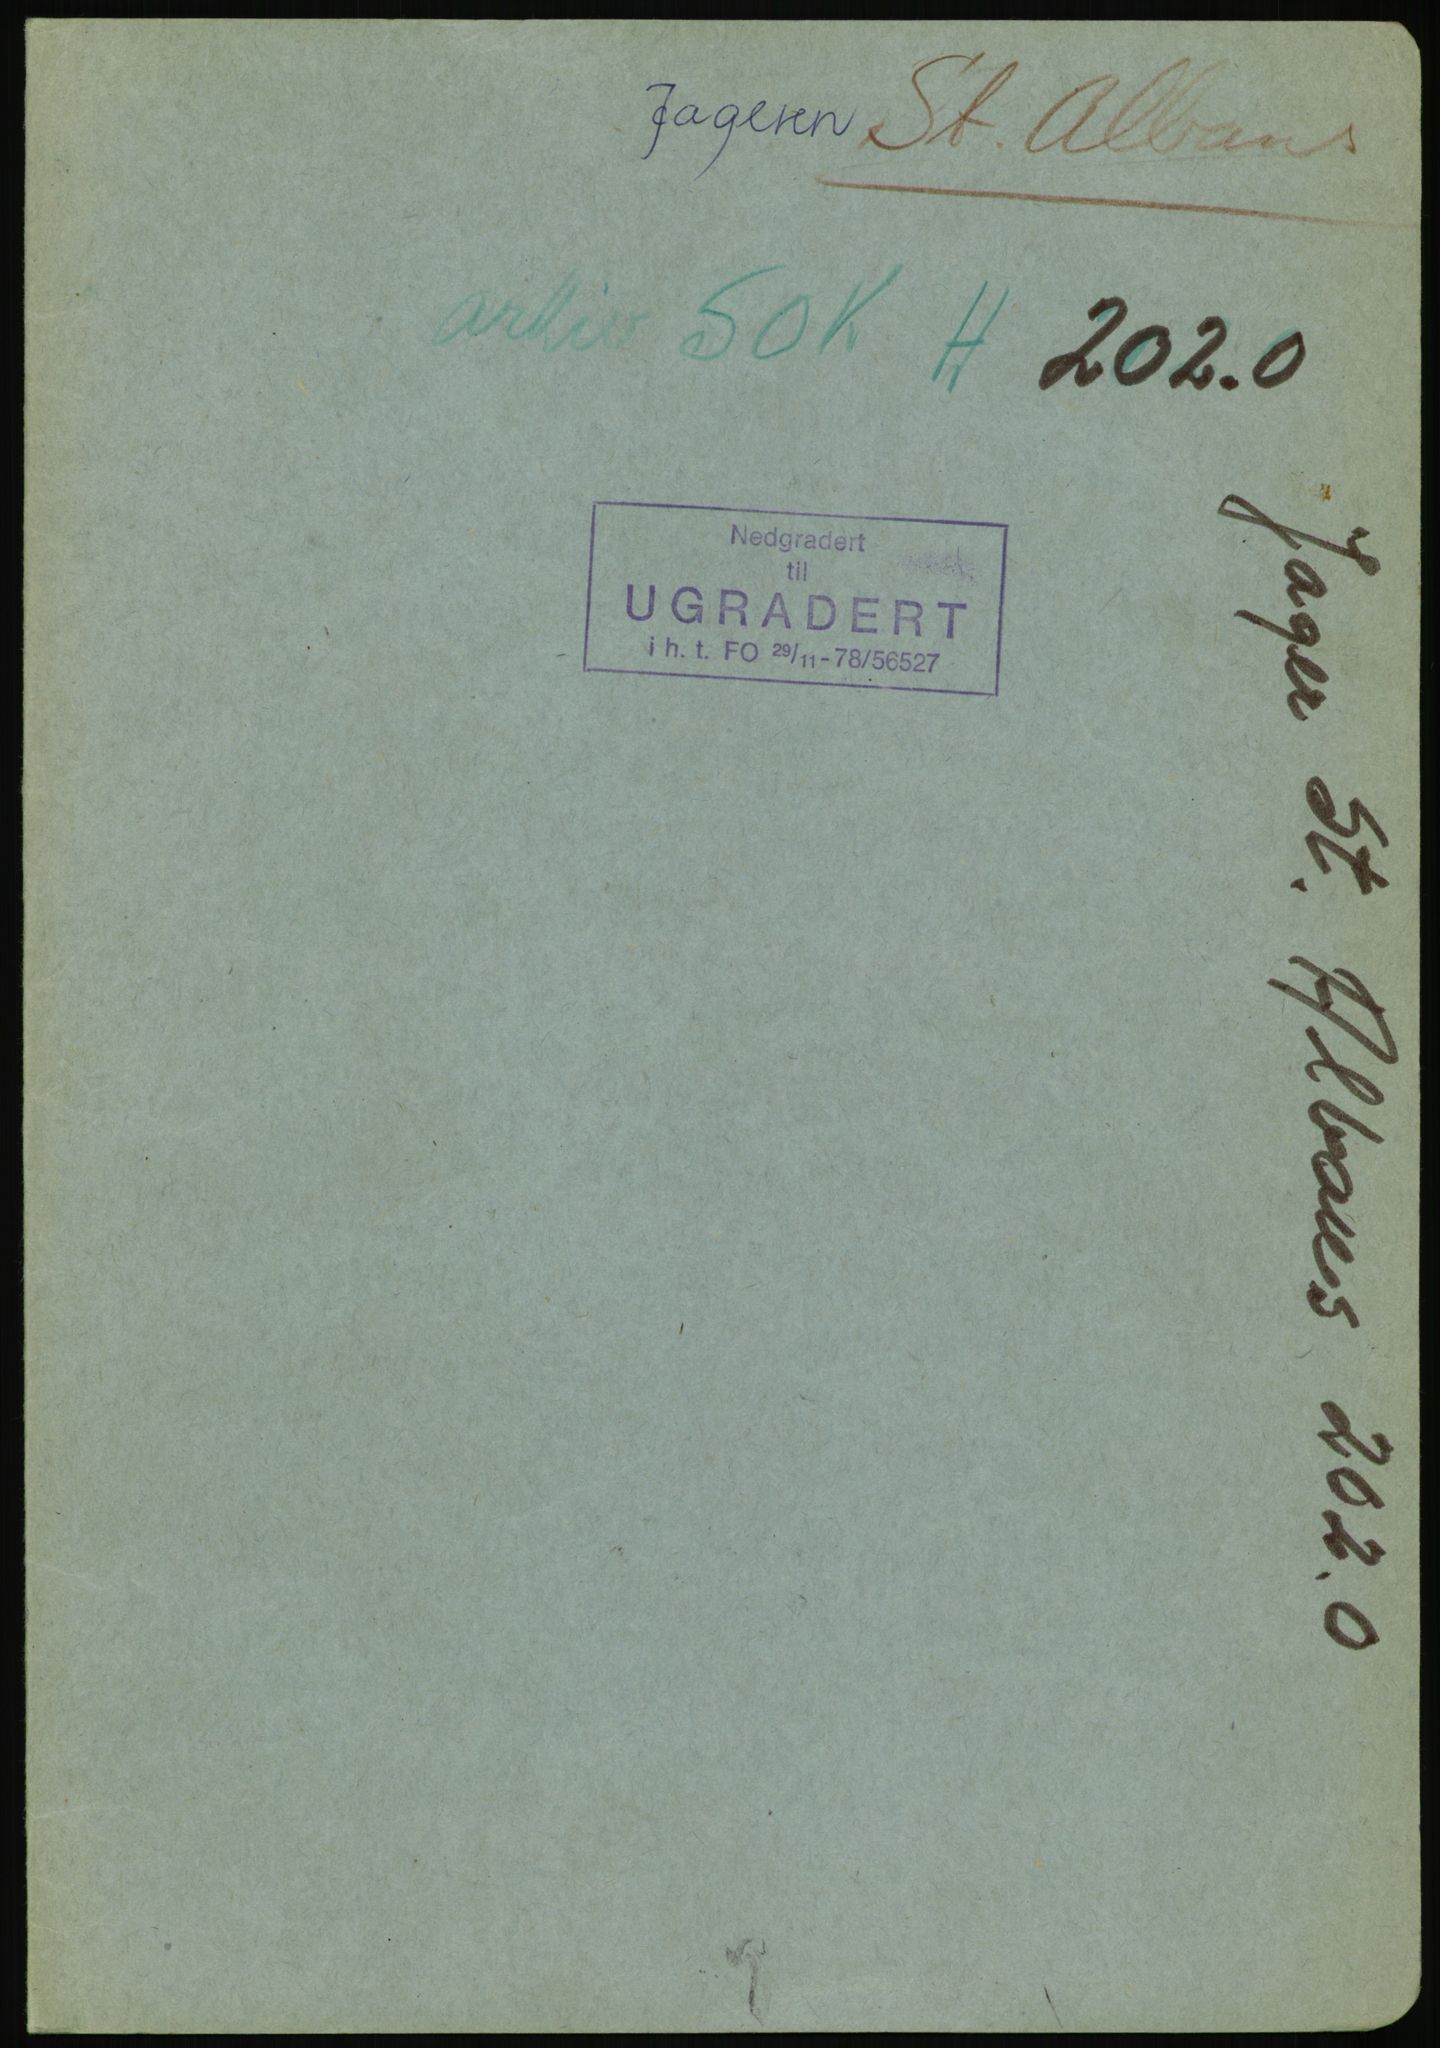 Jageren St. Albans
arkiv SOK H 202.0
Nedgradert
til
UGRADERT
i h. t. FO 29/11-78/56527
Jager St. Albans 202.0